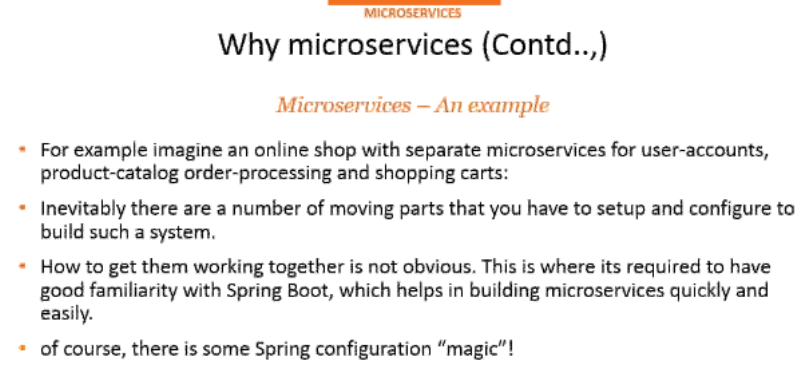 MICROSERVICES
Why microservices (Contd..,)
Microservices – An example
For example imagine an online shop with separate microservices for user-accounts,
product-catalog order-processing and shopping carts:
Inevitably there are a number of moving parts that you have to setup and configure to
build such a system.
How to get them working together is not obvious. This is where its required to have
good familiarity with Spring Boot, which helps in building microservices quickly and
easily.
of course, there is some Spring configuration “magic”!